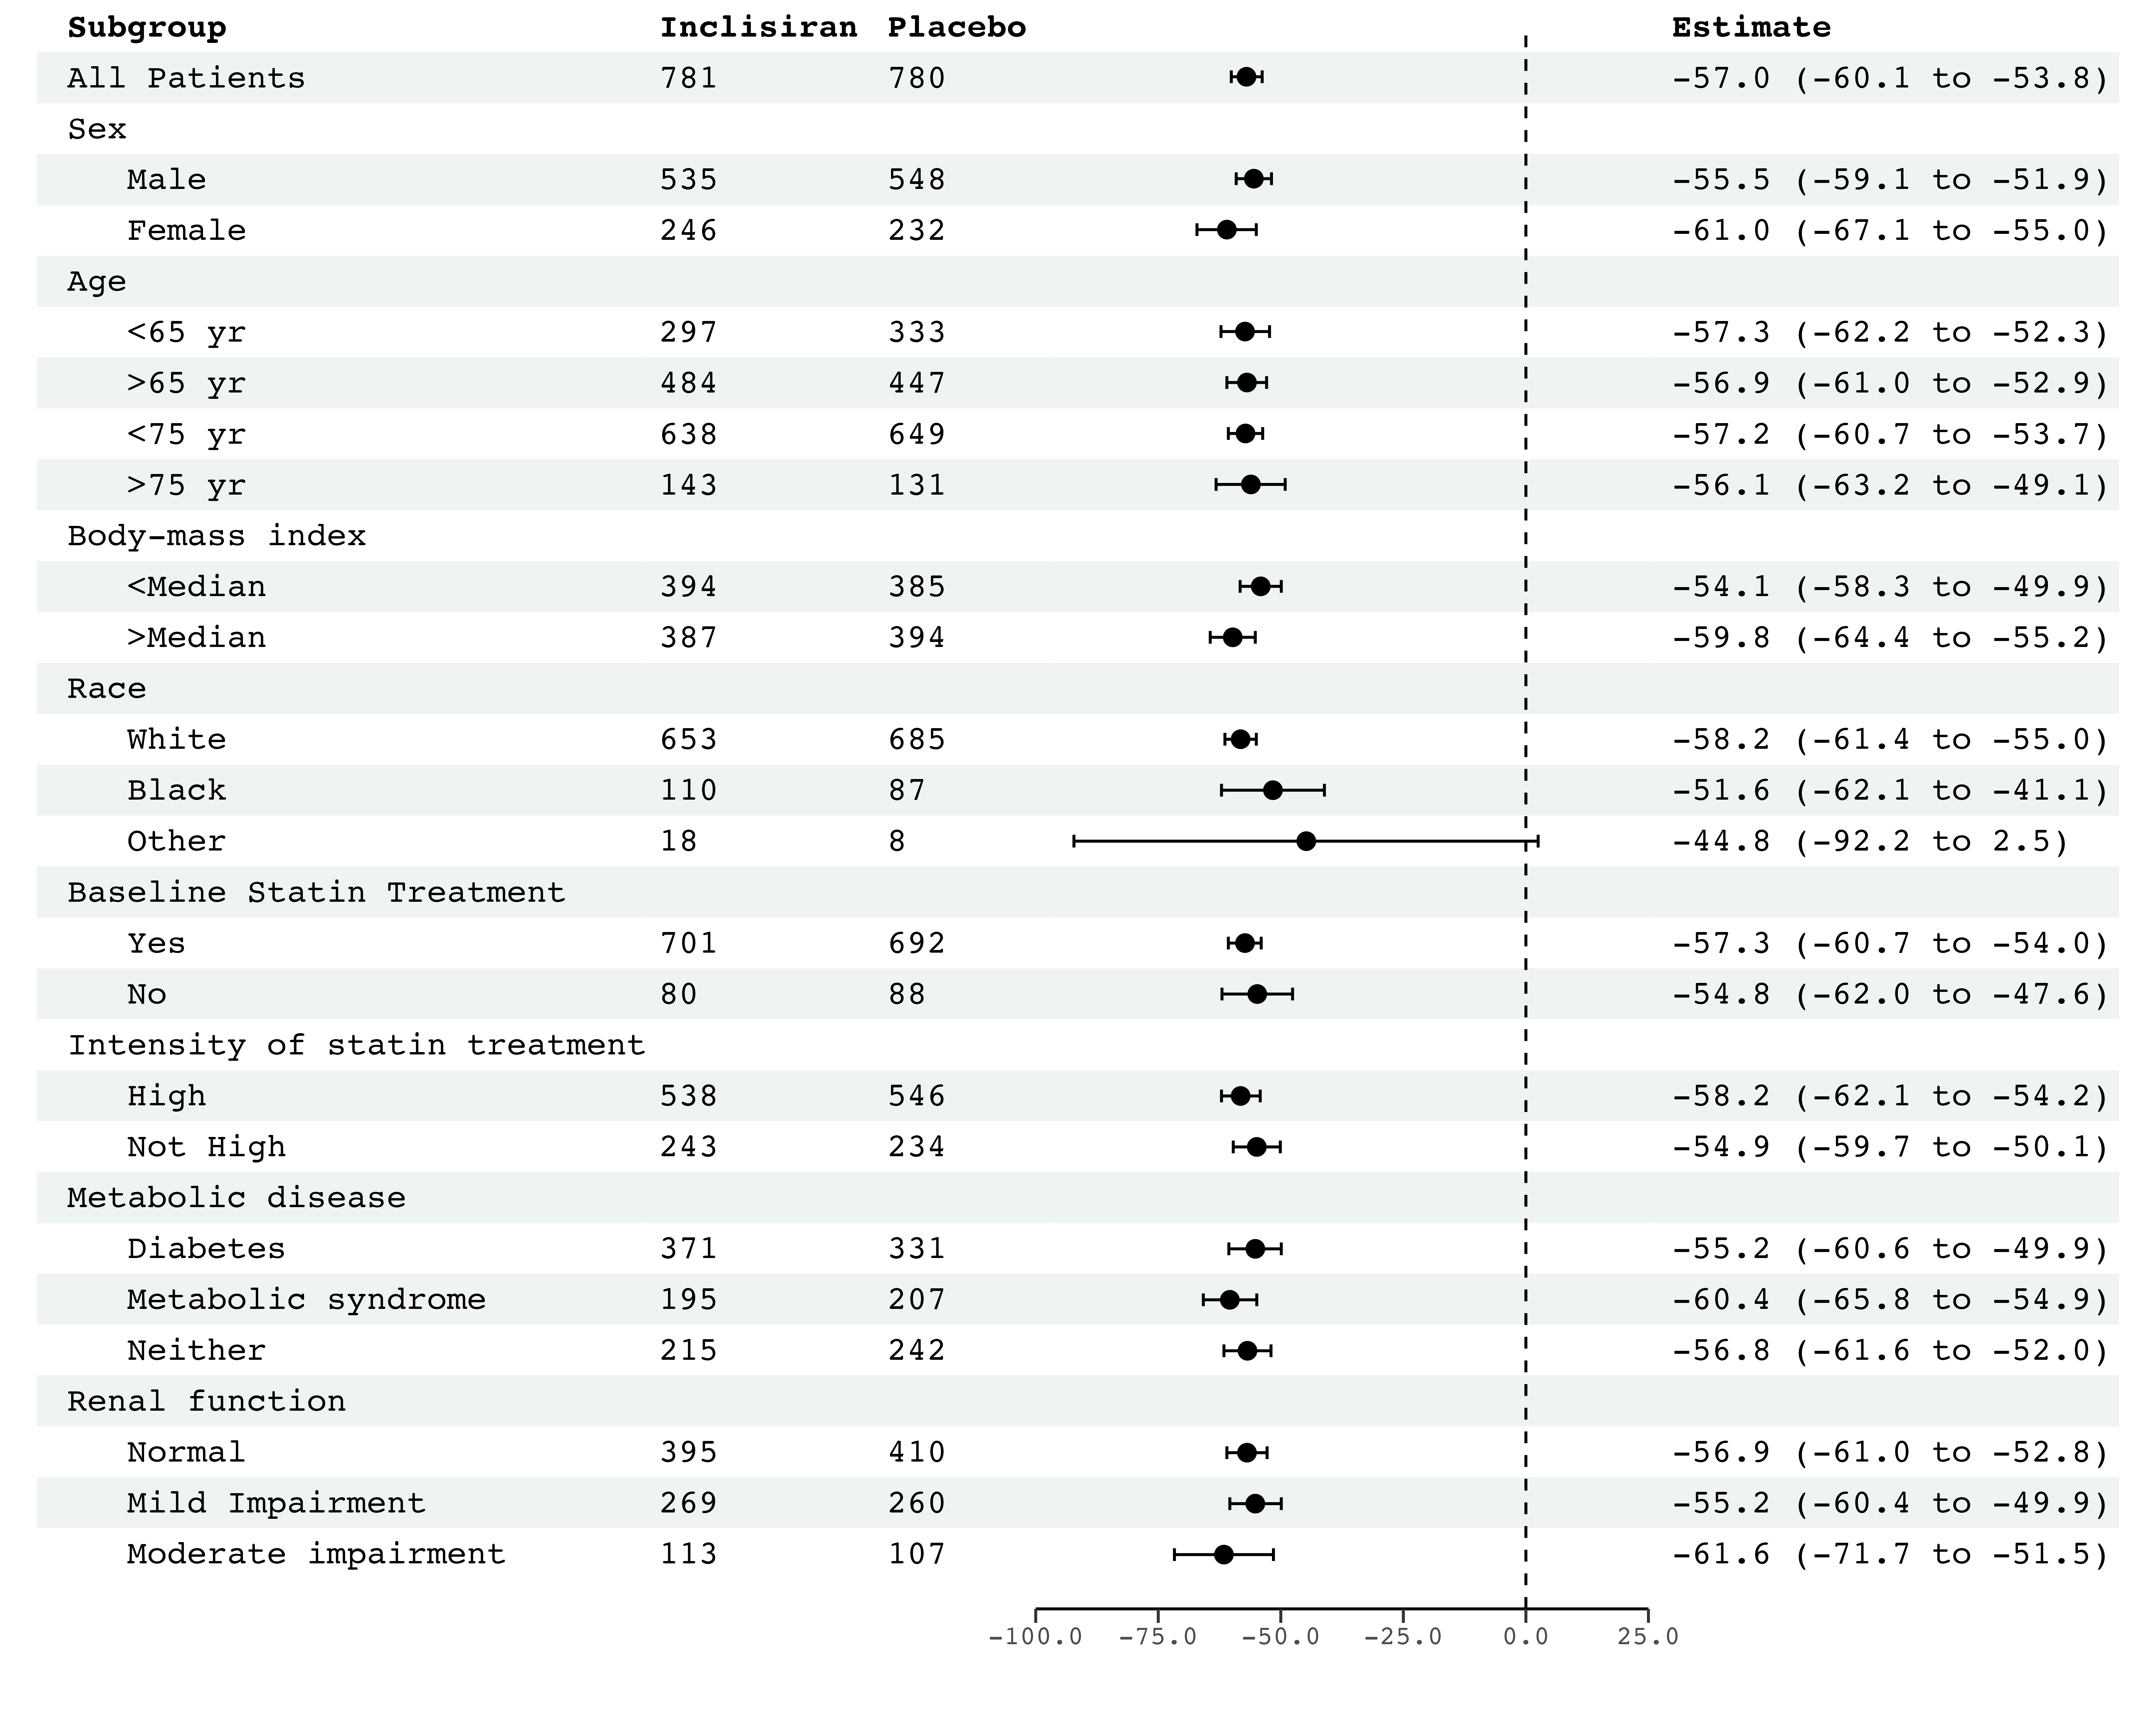 Subgroup Inclisiran Placebo Estimate
All Patients 781 780 -57.0 (-60.1 to -53.8)
Sex
Male 535 548 -55.5 (-59.1 to -51.9)
Female 246 232 -61.0 (-67.1 to -55.0)
Age
<65 yr 297 333 -57.3 (-62.2 to -52.3)
>65 yr 484 447 -56.9 (-61.0 to -52.9)
<75 yr 638 649 -57.2 (-60.7 to -53.7)
>75 yr 143 131 -56.1 (-63.2 to -49.1)
Body-mass index
<Median 394 385 -54.1 (-58.3 to -49.9)
>Median 387 394 -59.8 (-64.4 to -55.2)
Race
White 653 685 -58.2 (-61.4 to -55.0)
Black 110 87 -51.6 (-62.1 to -41.1)
Other 18 8 -44.8 (-92.2 to 2.5)
Baseline Statin Treatment
Yes 701 692 -57.3 (-60.7 to -54.0)
No 80 88 -54.8 (-62.0 to -47.6)
Intensity of statin treatment
High 538 546 -58.2 (-62.1 to -54.2)
Not High 243 234 -54.9 (-59.7 to -50.1)
Metabolic disease
Diabetes 371 331 -55.2 (-60.6 to -49.9)
Metabolic syndrome 195 207 -60.4 (-65.8 to -54.9)
Neither 215 242 -56.8 (-61.6 to -52.0)
Renal function
Normal 395 410 -56.9 (-61.0 to -52.8)
Mild Impairment 269 260 -55.2 (-60.4 to -49.9)
Moderate impairment 113 107 -61.6 (-71.7 to -51.5)
-100.0 -75.0 -50.0 -25.0 0.0 25.0